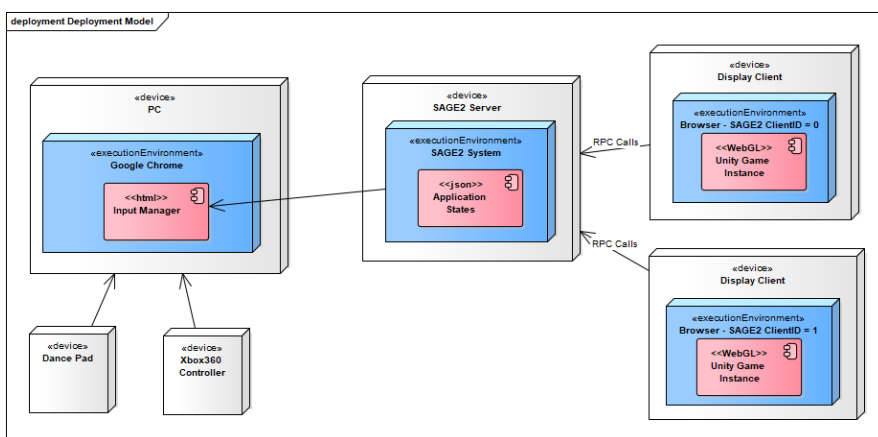 deployment Deployment Model
«device»
PC
«executionEnvironment»
Google Chrome
<<html>>
Input Manager
«device»
Dance Pad
«device»
Xbox360
Controller
«device»
SAGE2 Server
«executionEnvironment»
SAGE2 System
<<json>>
Application
States
RPC Calls
RPC Calls
«device»
Display Client
«executionEnvironment»
Browser - SAGE2 ClientID = 0
<<WebGL>>
Unity Game
Instance
«device»
Display Client
«executionEnvironment»
Browser - SAGE2 ClientID = 1
<<WebGL>>
Unity Game
Instance